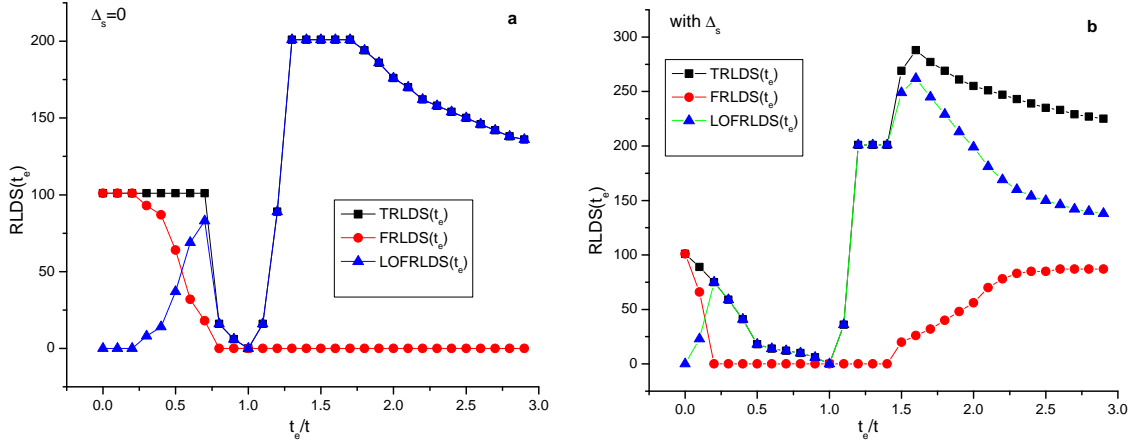 Δs=0
a
200
150
100
50
0
RLDS(te)
TRLDS(te)
FRLDS(te)
LOFRLDS(te)
0.0 0.5 1.0 1.5 2.0 2.5 3.0
te/t
with Δs
b
300
250
200
150
100
50
0
RLDS(te)
TRLDS(te)
FRLDS(te)
LOFRLDS(te)
0.0 0.5 1.0 1.5 2.0 2.5 3.0
te/t